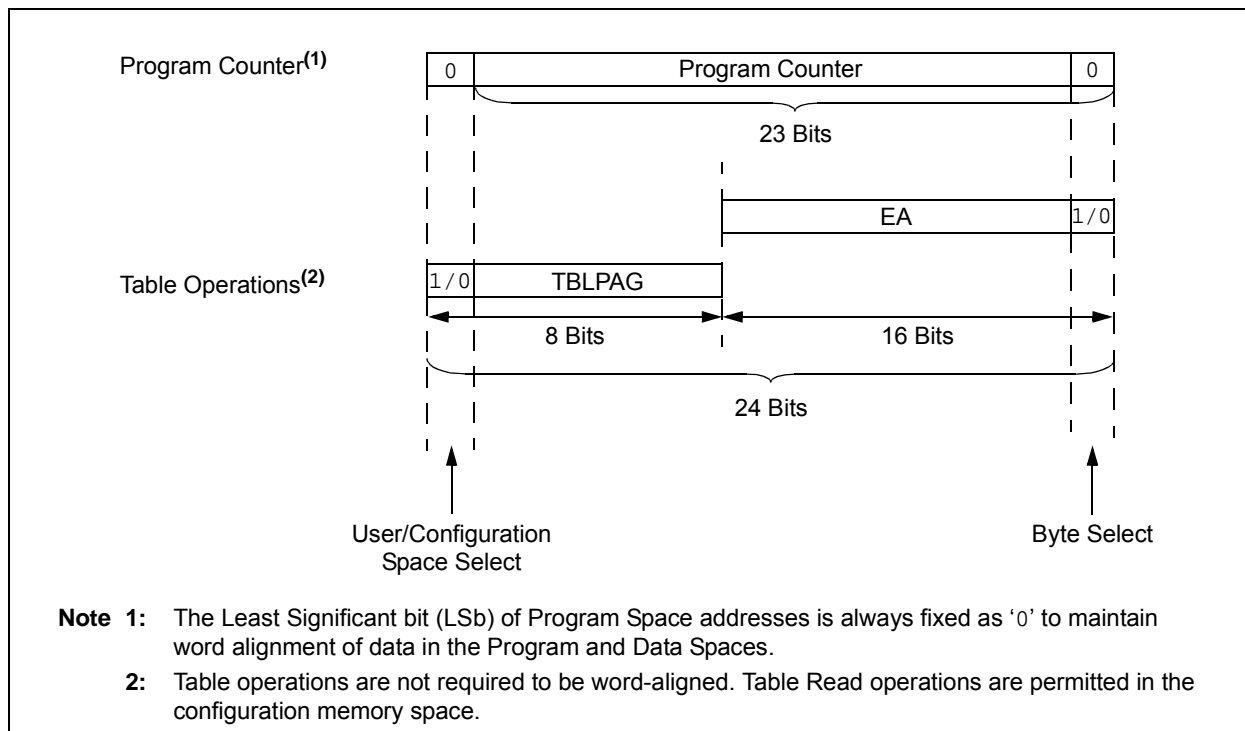 Program Counter(1)
0 Program Counter 0
23 Bits
EA 1/0
Table Operations(2)
1/0 TBLPAG
8 Bits 16 Bits
24 Bits
User/Configuration
Space Select
Byte Select
Note 1: The Least Significant bit (LSb) of Program Space addresses is always fixed as ‘0’ to maintain
word alignment of data in the Program and Data Spaces.
2: Table operations are not required to be word-aligned. Table Read operations are permitted in the
configuration memory space.